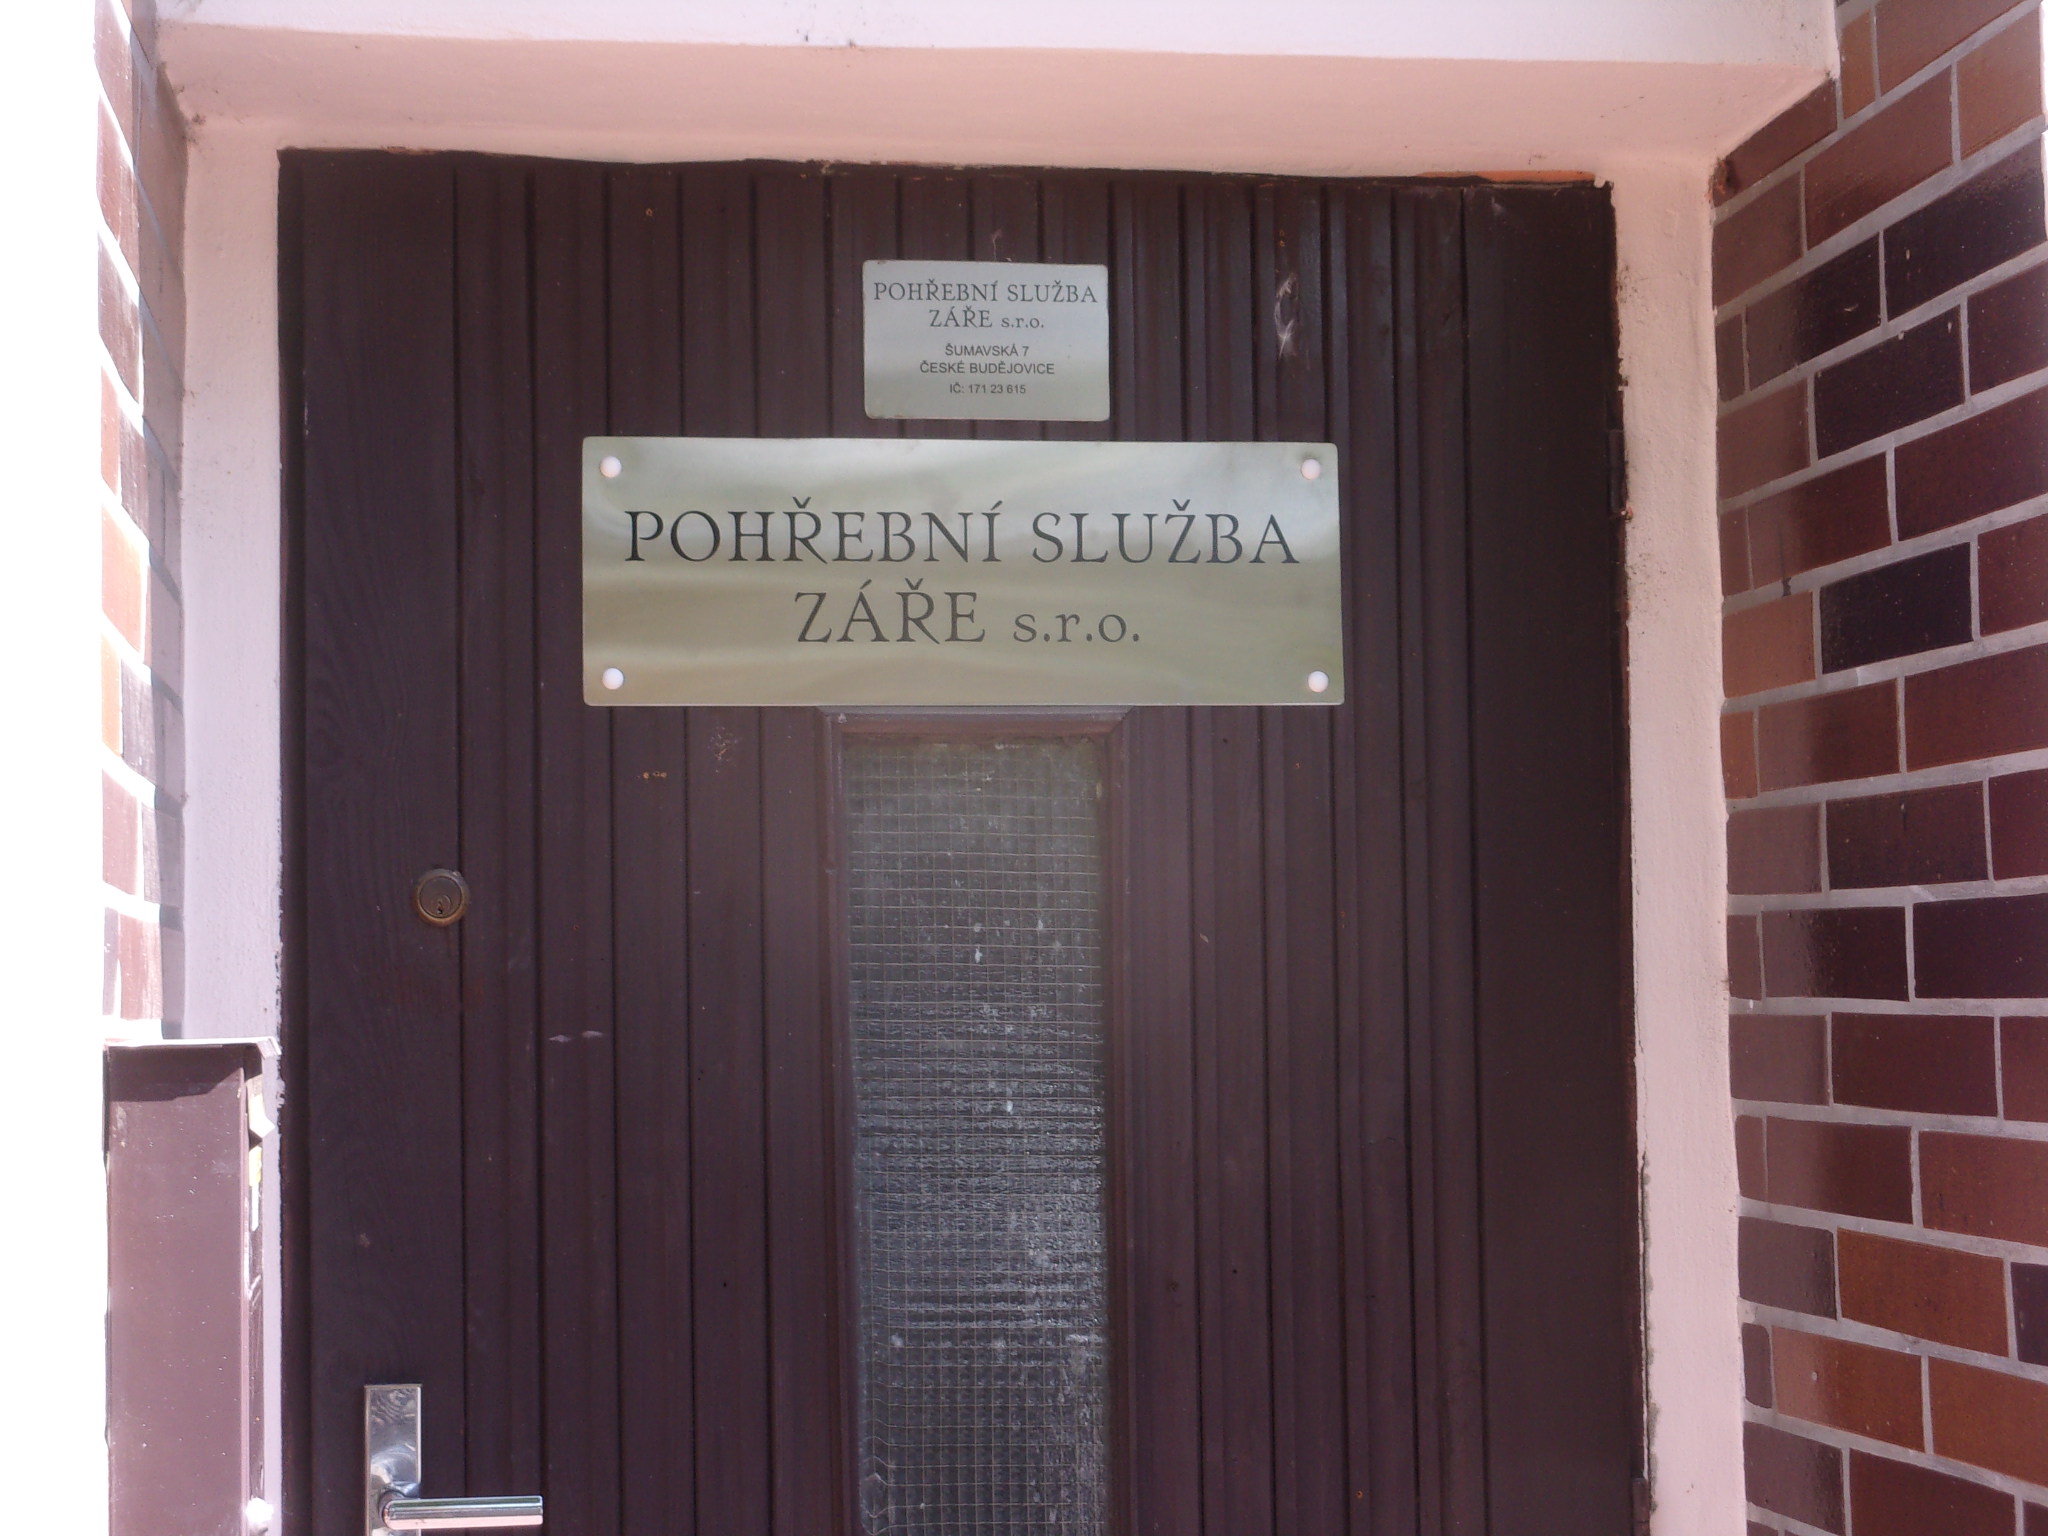 POHŘEBNÍ SLUŽBA
ZÁŘE s.r.o.
ŠUMAVSKÁ 7
ČESKÉ BUDĚJOVICE
IČ: 171 23 615
POHŘEBNÍ SLUŽBA
ZÁŘE s.r.o.